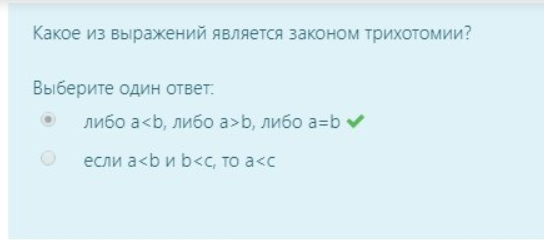 Какое из выражений является законом трихотомии?
Выберите один ответ:
либо a<b, либо a>b, либо a=b
если a<b и b<c, то a<c